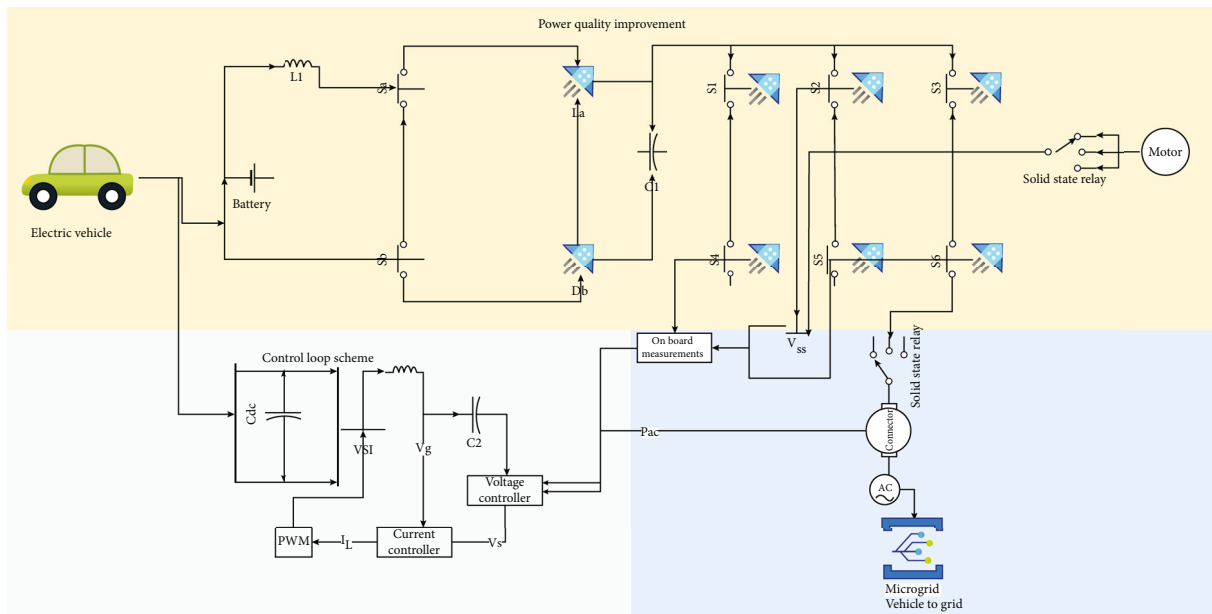 Power quality improvement
L1
Sa
La
S1
S2
S3
C1
Motor
Solid state relay
Battery
Electric vehicle
Sb
Db
S4
S5
S6
On board
measurements
Vss
Solid state relay
Control loop scheme
Cdc
VSI
Vg
C2
Pac
Connector
Voltage
controller
AC
PWM
IL
Current
controller
Vs
Microgrid
Vehicle to grid